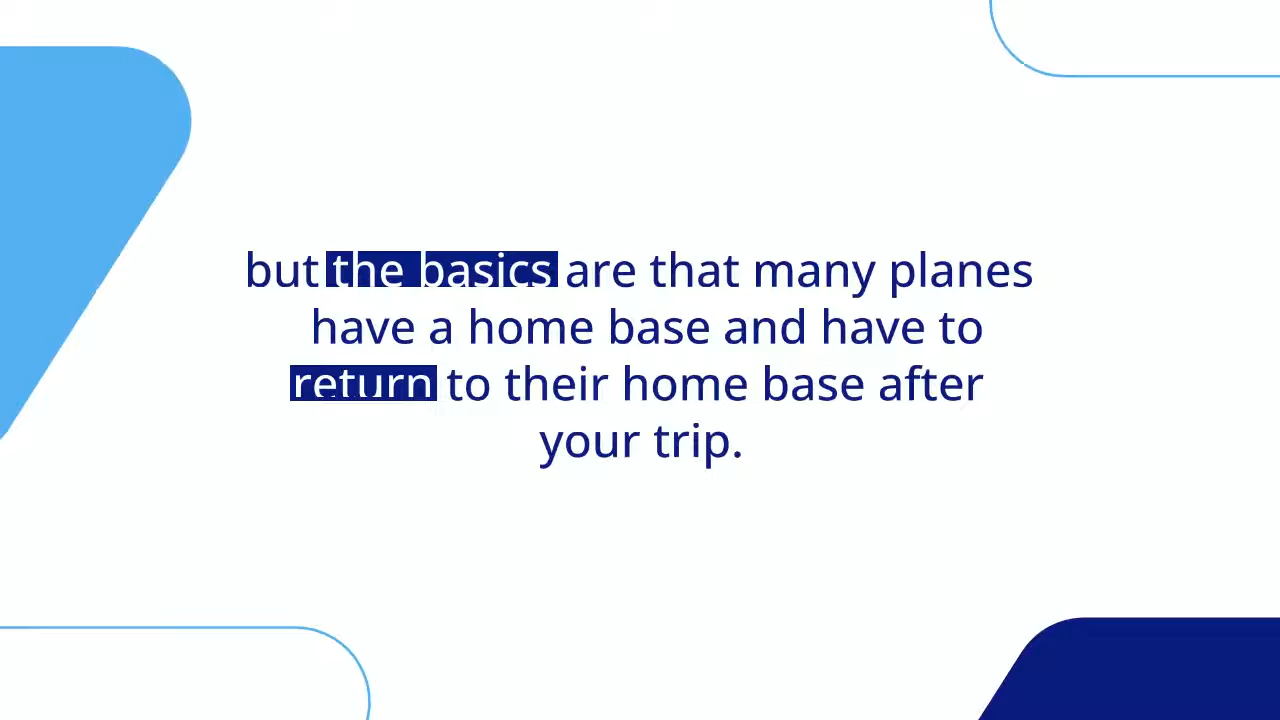 but the basics are that many planes
have a home base and have to
return to their home base after
your trip.